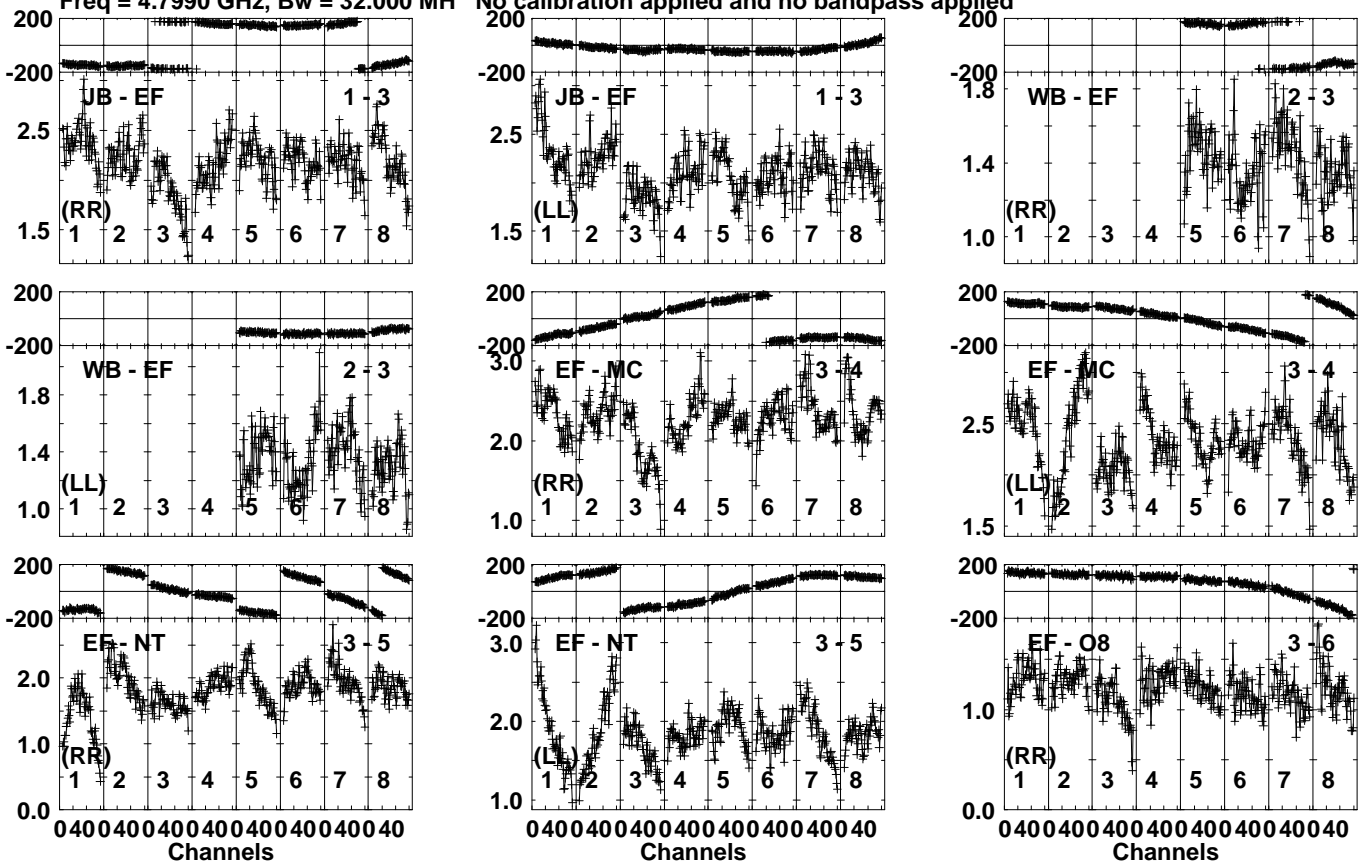 Freq = 4.7990 GHz, Bw = 32.000 MH No calibration applied and no bandpass applied
200
-200
JB - EF 1 - 3
2.5
1.5
(RR)
1 2 3 4 5 6 7 8
JB - EF 1 - 3
2.5
1.5
(LL)
1 2 3 4 5 6 7 8
200
-200
WB - EF 2 - 3
1.8
1.4
1.0
(RR)
1 2 3 4 5 6 7 8
200
-200
WB - EF 2 - 3
1.8
1.4
1.0
(LL)
1 2 3 4 5 6 7 8
200
-200
EF - MC 3 - 4
3.0
2.0
1.0
(RR)
1 2 3 4 5 6 7 8
200
-200
EF - MC 3 - 4
2.5
1.5
(LL)
1 2 3 4 5 6 7 8
200
-200
EF - NT 3 - 5
2.0
1.0
0.0
(RR)
1 2 3 4 5 6 7 8
0 40 0 40 0 40 0 40 0 40 0 40 0 40 0 40
Channels
200
-200
EF - NT 3 - 5
3.0
2.0
1.0
(LL)
1 2 3 4 5 6 7 8
0 40 0 40 0 40 0 40 0 40 0 40 0 40 0 40
Channels
200
-200
EF - O8 3 - 6
1.0
0.0
(RR)
1 2 3 4 5 6 7 8
0 40 0 40 0 40 0 40 0 40 0 40 0 40 0 40
Channels